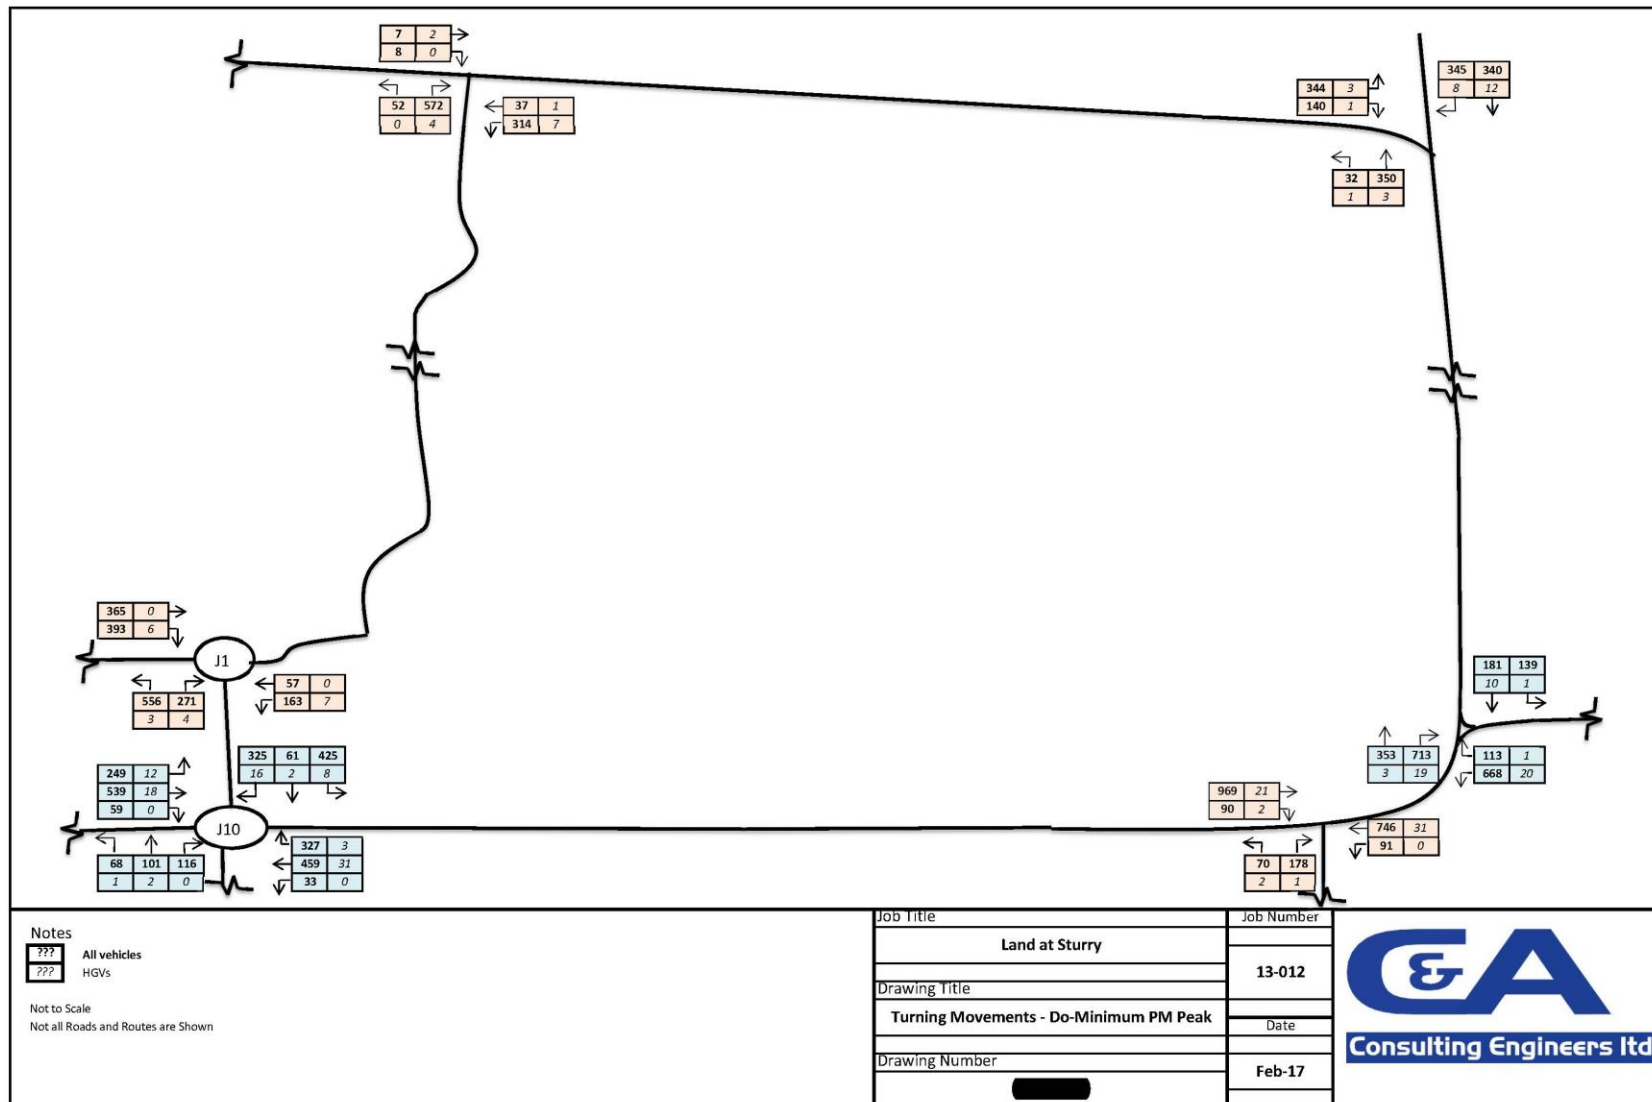 7 2
8 0
52 572
0 4
37 1
314 7
344 3
140 1
345 340
8 12
32 350
1 3
365 0
393 6
J1
556 271
3 4
57 0
163 7
325 61 425
16 2 8
249 12
539 18
59 0
J10
68 101 116
1 2 0
327 3
459 31
33 0
181 139
10 1
353 713
3 19
113 1
668 20
969 21
90 2
746 31
91 0
70 178
2 1
Notes
??? All vehicles
??? HGVs
Not to Scale
Not all Roads and Routes are Shown
Job Title
Land at Sturry
Drawing Title
Turning Movements - Do-Minimum PM Peak
Drawing Number
Job Number
13-012
Date
Feb-17
C&A
Consulting Engineers ltd